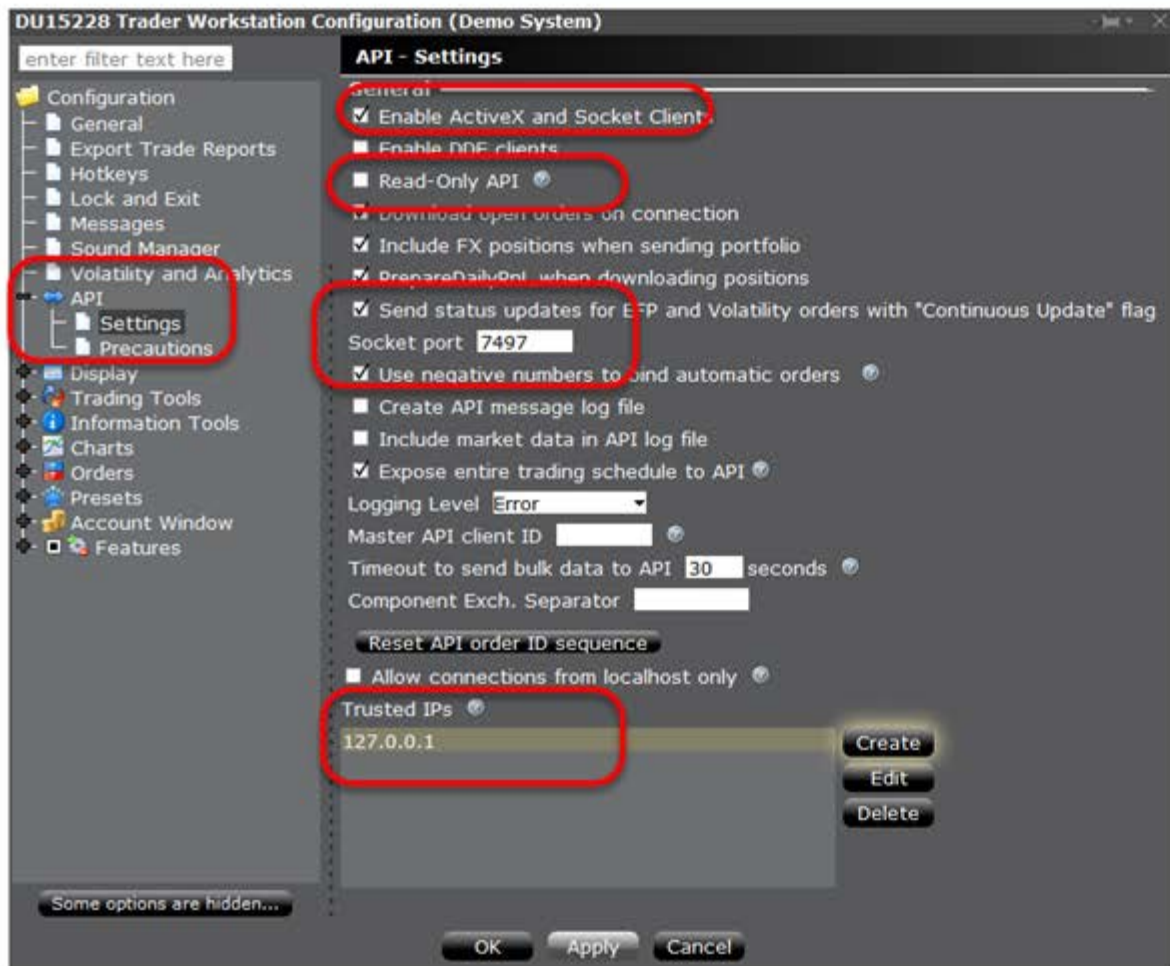 DU15228 Trader Workstation Configuration (Demo System)
enter filter text here
Configuration
General
Export Trade Reports
Hotkeys
Lock and Exit
Messages
Sound Manager
Volatility and Analytics
API
Settings
Precautions
Display
Trading Tools
Information Tools
Charts
Orders
Presets
Account Window
Features
Some options are hidden...
API - Settings
General
Enable ActiveX and Socket Clients
Enable DDE clients
Read-Only API
Download open orders on connection
Include FX positions when sending portfolio
PrepareDailyPnL when downloading positions
Send status updates for EFP and Volatility orders with "Continuous Update" flag
Socket port 7497
Use negative numbers to bind automatic orders
Create API message log file
Include market data in API log file
Expose entire trading schedule to API
Logging Level Error
Master API client ID
Timeout to send bulk data to API 30 seconds
Component Exch. Separator
Reset API order ID sequence
Allow connections from localhost only
Trusted IPs
127.0.0.1
Create
Edit
Delete
OK Apply Cancel